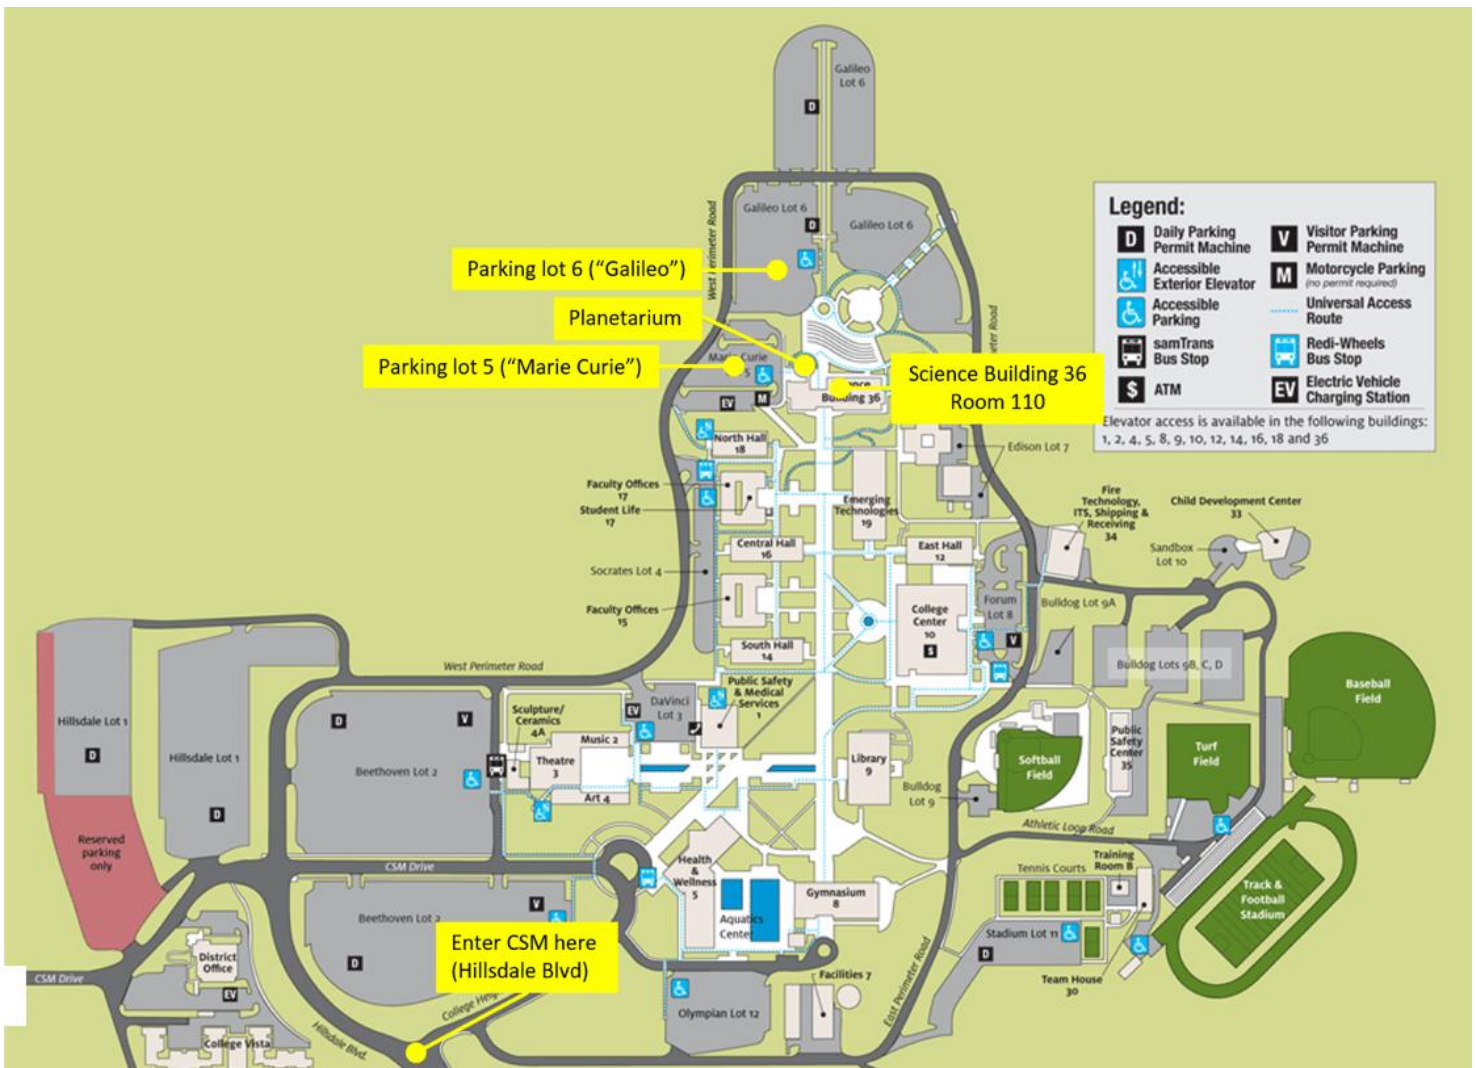 Galileo
Lot 6
D
Galileo Lot 6
D
Galileo Lot 6
West Perimeter Road
Parking lot 6 (“Galileo”)
Planetarium
Parking lot 5 (“Marie Curie”)
Marie Curie
5
EV
M
Science Building 36
Room 110
Building 36
Legend:
D
Daily Parking
Permit Machine
V
Visitor Parking
Permit Machine
Accessible
Exterior Elevator
M
Motorcycle Parking
(no permit required)
Accessible
Parking
Universal Access
Route
samTrans
Bus Stop
Redi-Wheels
Bus Stop
$
ATM
EV
Electric Vehicle
Charging Station
Elevator access is available in the following buildings:
1, 2, 4, 5, 8, 9, 10, 12, 14, 16, 18 and 36
North Hall
18
Edison Lot 7
Faculty Offices
17
Student Life
17
Emerging
Technologies
19
Fire
Technology,
ITS, Shipping &
Receiving
34
Child Development Center
33
Sandbox
Lot 10
Central Hall
16
East Hall
12
Socrates Lot 4
Faculty Offices
15
College
Center
10
$
Forum
Lot 8
V
Bulldog Lot 9A
South Hall
14
Bulldog Lots 9B, C, D
West Perimeter Road
Public Safety
& Medical
Services
1
DaVinci
Lot 3
EV
Sculpture/
Ceramics
4A
Music 2
Theatre
3
Art 4
Hillsdale Lot 1
D
Hillsdale Lot 1
D
D
V
Beethoven Lot 2
Library
9
Baseball
Field
Public
Safety
Center
35
Turf
Field
Softball
Field
Bulldog
Lot 9
Athletic Loop Road
Reserved
parking
only
CSM Drive
Health
&
Wellness
5
Gymnasium
8
Aquatics
Center
Tennis Courts
Training
Room B
Track &
Football
Stadium
Beethoven Lot 2
V
D
Enter CSM here
(Hillsdale Blvd)
Stadium Lot 11
D
Team House
30
District
Office
EV
CSM Drive
College Vista
Hillsdale Blvd.
Facilities 7
Olympian Lot 12
East Perimeter Road